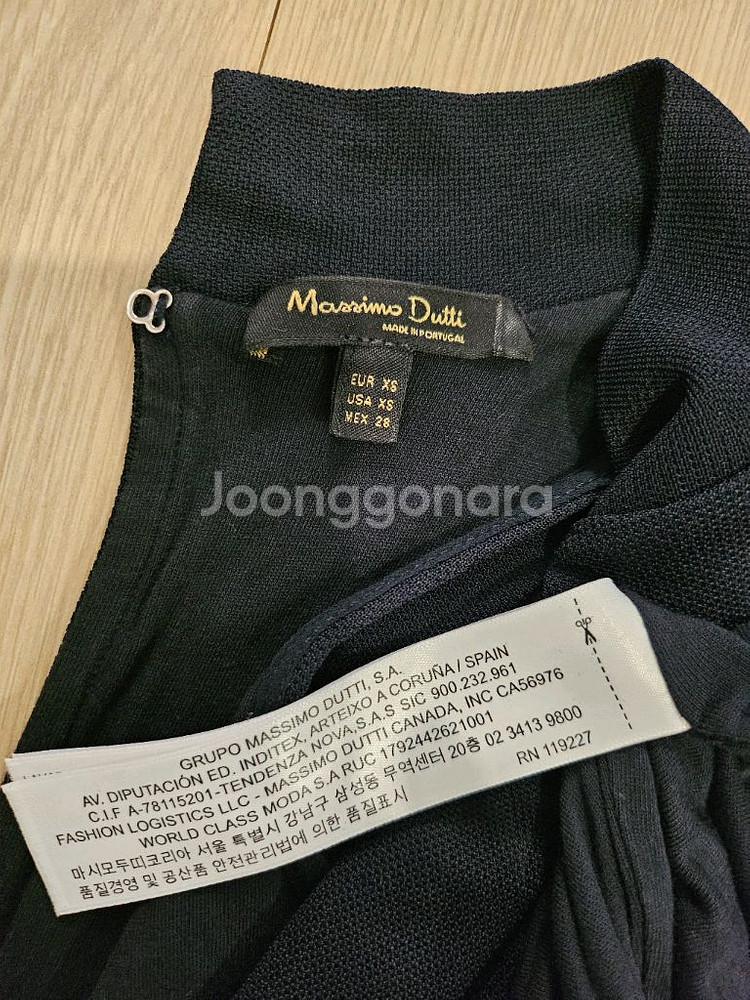 Massimo Dutti
MADE IN PORTUGAL
EUR XS
USA XS
MEX 28
Joonggonara
GRUPO MASSIMO DUTTI, S.A.
AV. DIPUTACIÓN ED. INDITEX, ARTEIXO A CORUÑA / SPAIN
C.I.F A-78115201-TENDENZA NOVA,S.A.S SIC 900.232.961
FASHION LOGISTICS LLC - MASSIMO DUTTI CANADA, INC CA56976
WORLD CLASS MODA S.A RUC 1792442621001
마시모두띠코리아 서울 특별시 강남구 삼성동 무역센터 20층 02 3413 9800
품질경영 및 공산품 안전관리법에 의한 품질표시
RN 119227